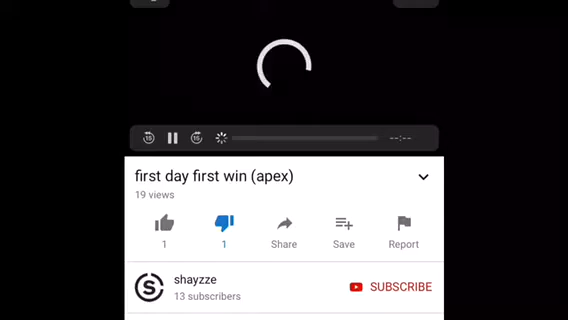 15
15
--:--
first day first win (apex)
19 views
1
1
Share
Save
Report
S
shayzze
13 subscribers
SUBSCRIBE